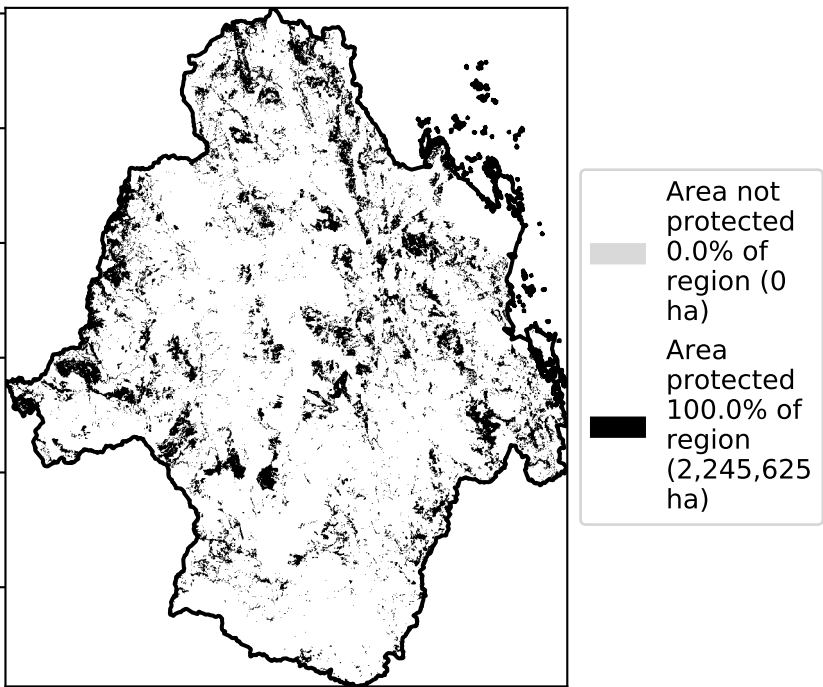 Area not
protected
0.0% of
region (0
ha)
Area
protected
100.0% of
region
(2,245,625
ha)